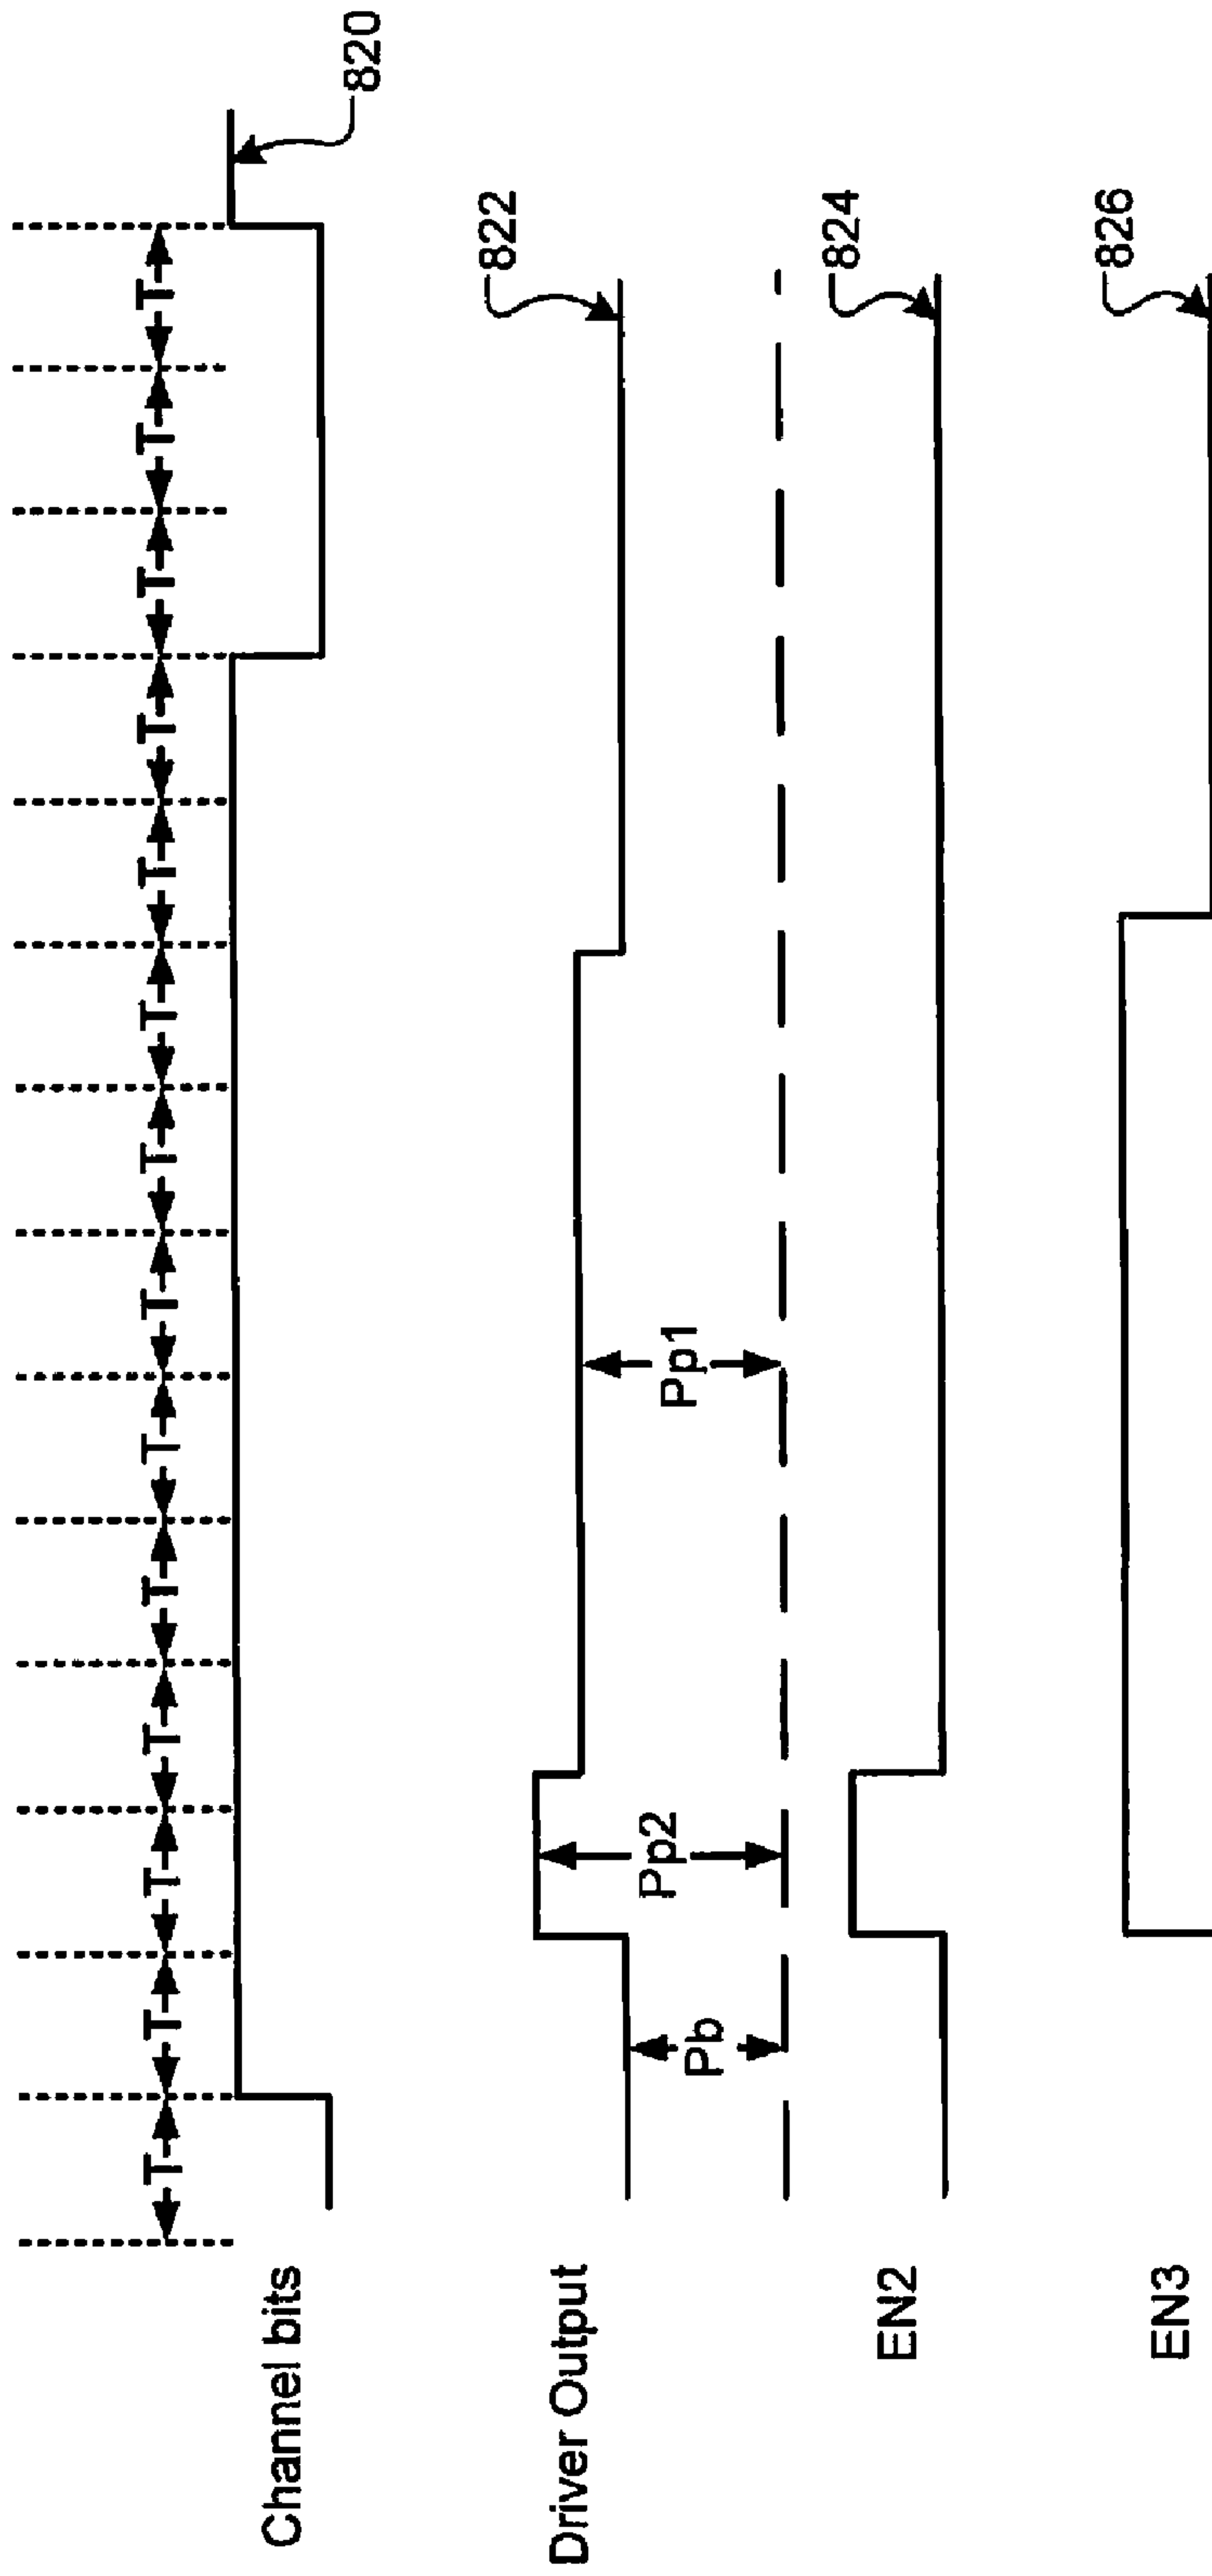 T T T T T T T T T T T T T T
Channel bits
820
Driver Output
Pb
Pp2
Pp1
822
EN2
824
EN3
826